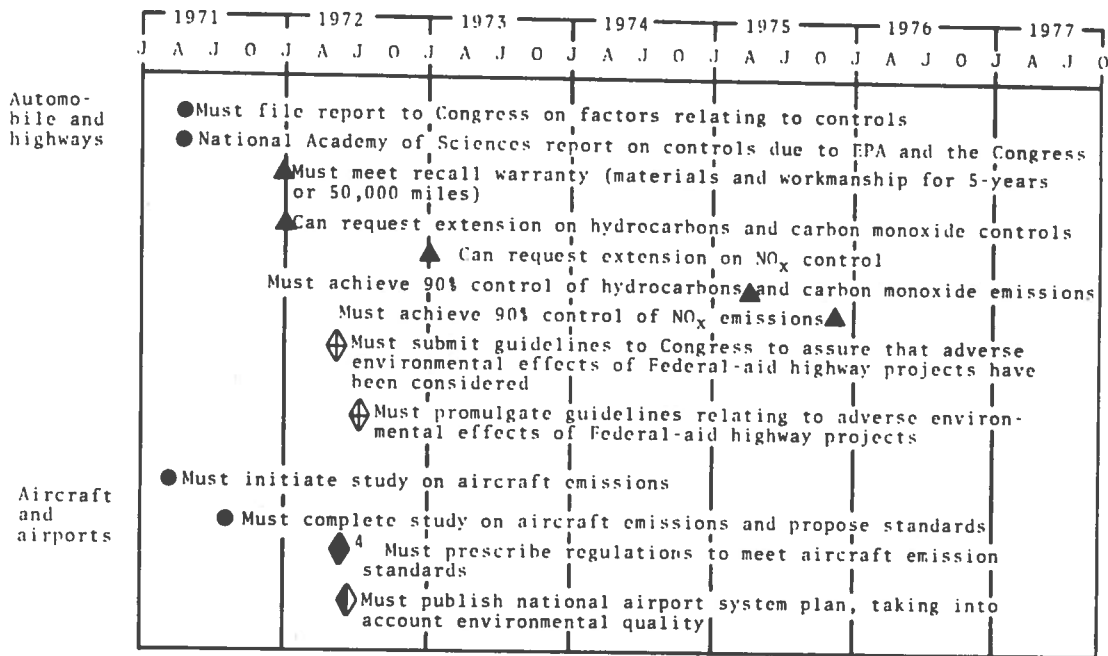 1971 1972 1973 1974 1975 1976 1977
J A J O J A J O J A J O J A J O J A J O J A J O J A J O
Automo-
bile and
highways
Must file report to Congress on factors relating to controls
National Academy of Sciences report on controls due to EPA and the Congress
Must meet recall warranty (materials and workmanship for 5-years
or 50,000 miles)
Can request extension on hydrocarbons and carbon monoxide controls
Can request extension on NOx control
Must achieve 90% control of hydrocarbons and carbon monoxide emissions
Must achieve 90% control of NOx emissions
Must submit guidelines to Congress to assure that adverse
environmental effects of Federal-aid highway projects have
been considered
Must promulgate guidelines relating to adverse environ-
mental effects of Federal-aid highway projects
Aircraft
and
airports
Must initiate study on aircraft emissions
Must complete study on aircraft emissions and propose standards
4 Must prescribe regulations to meet aircraft emission
standards
Must publish national airport system plan, taking into
account environmental quality